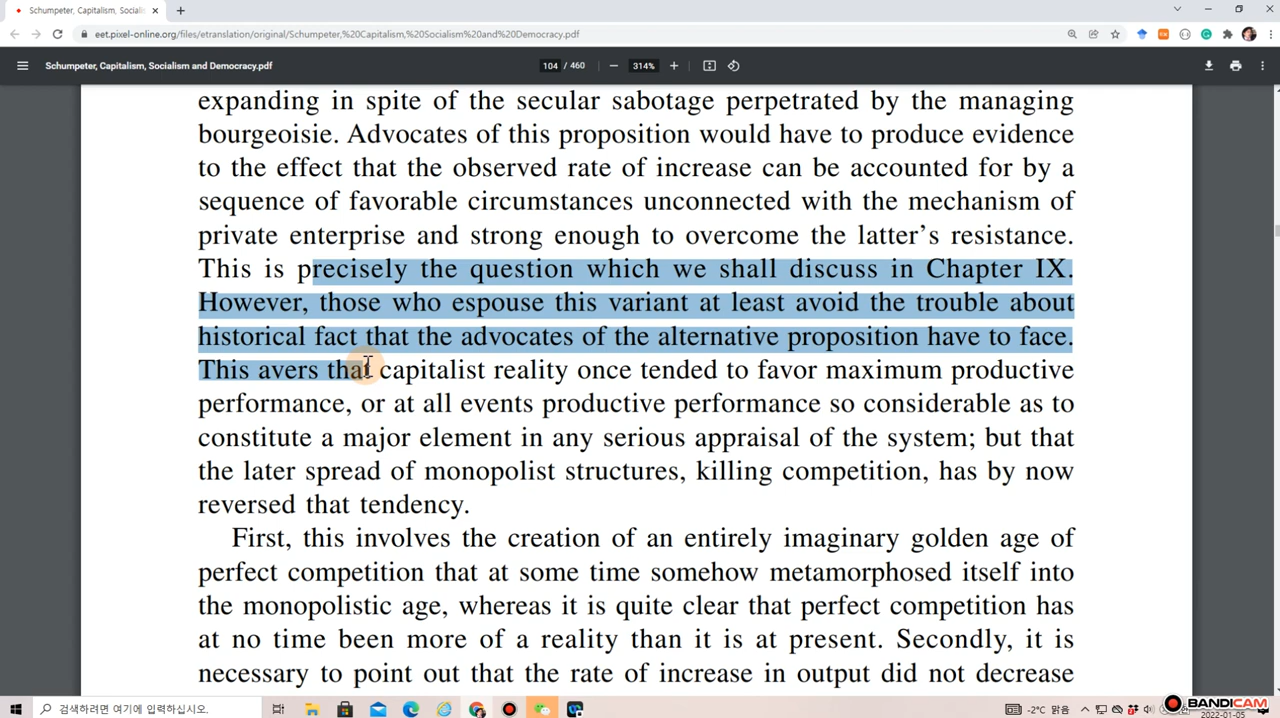 Schumpeter, Capitalism, Socialis
eet.pixel-online.org/files/etranslation/original/Schumpeter,%20Capitalism,%20Socialism%20and%20Democracy.pdf
Schumpeter, Capitalism, Socialism and Democracy.pdf
104 / 460
314%
expanding in spite of the secular sabotage perpetrated by the managing
bourgeoisie. Advocates of this proposition would have to produce evidence
to the effect that the observed rate of increase can be accounted for by a
sequence of favorable circumstances unconnected with the mechanism of
private enterprise and strong enough to overcome the latter’s resistance.
This is precisely the question which we shall discuss in Chapter IX.
However, those who espouse this variant at least avoid the trouble about
historical fact that the advocates of the alternative proposition have to face.
This avers that capitalist reality once tended to favor maximum productive
performance, or at all events productive performance so considerable as to
constitute a major element in any serious appraisal of the system; but that
the later spread of monopolist structures, killing competition, has by now
reversed that tendency.
First, this involves the creation of an entirely imaginary golden age of
perfect competition that at some time somehow metamorphosed itself into
the monopolistic age, whereas it is quite clear that perfect competition has
at no time been more of a reality than it is at present. Secondly, it is
necessary to point out that the rate of increase in output did not decrease
검색하려면 여기에 입력하십시오.
-2°C 맑음
BANDICAM
2022-01-05